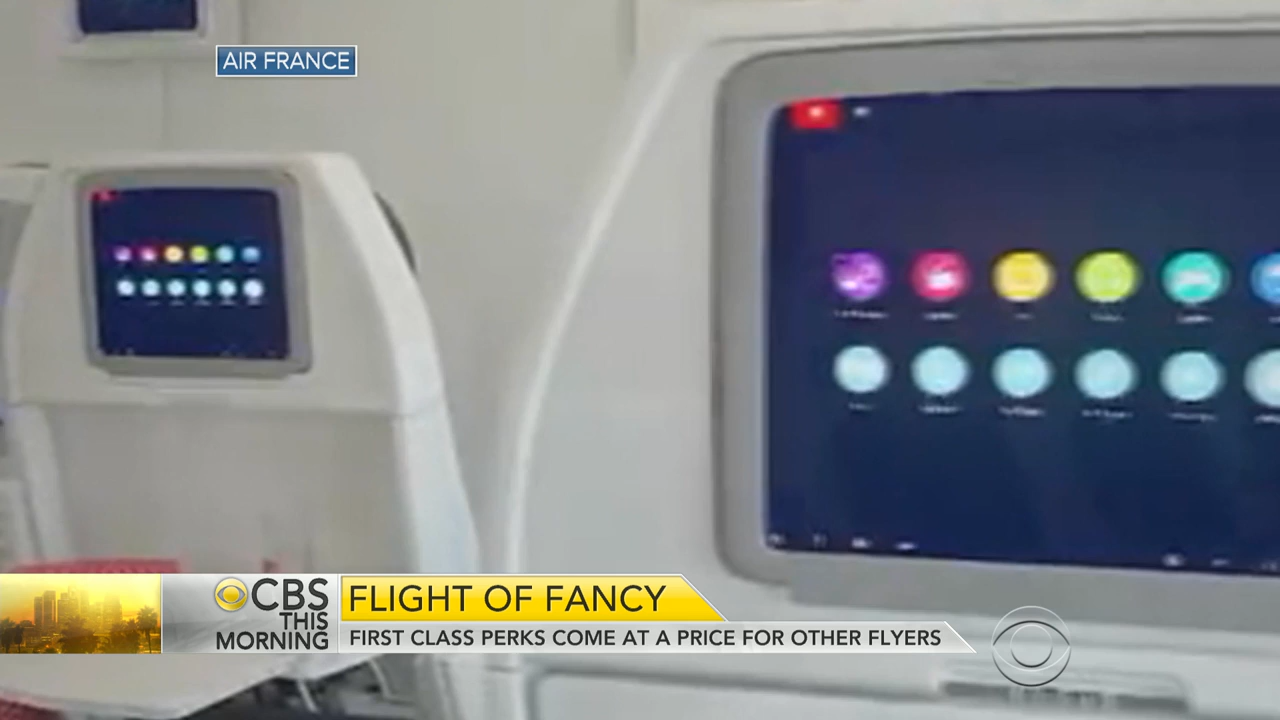 AIR FRANCE
CBS
THIS
MORNING
FLIGHT OF FANCY
FIRST CLASS PERKS COME AT A PRICE FOR OTHER FLYERS